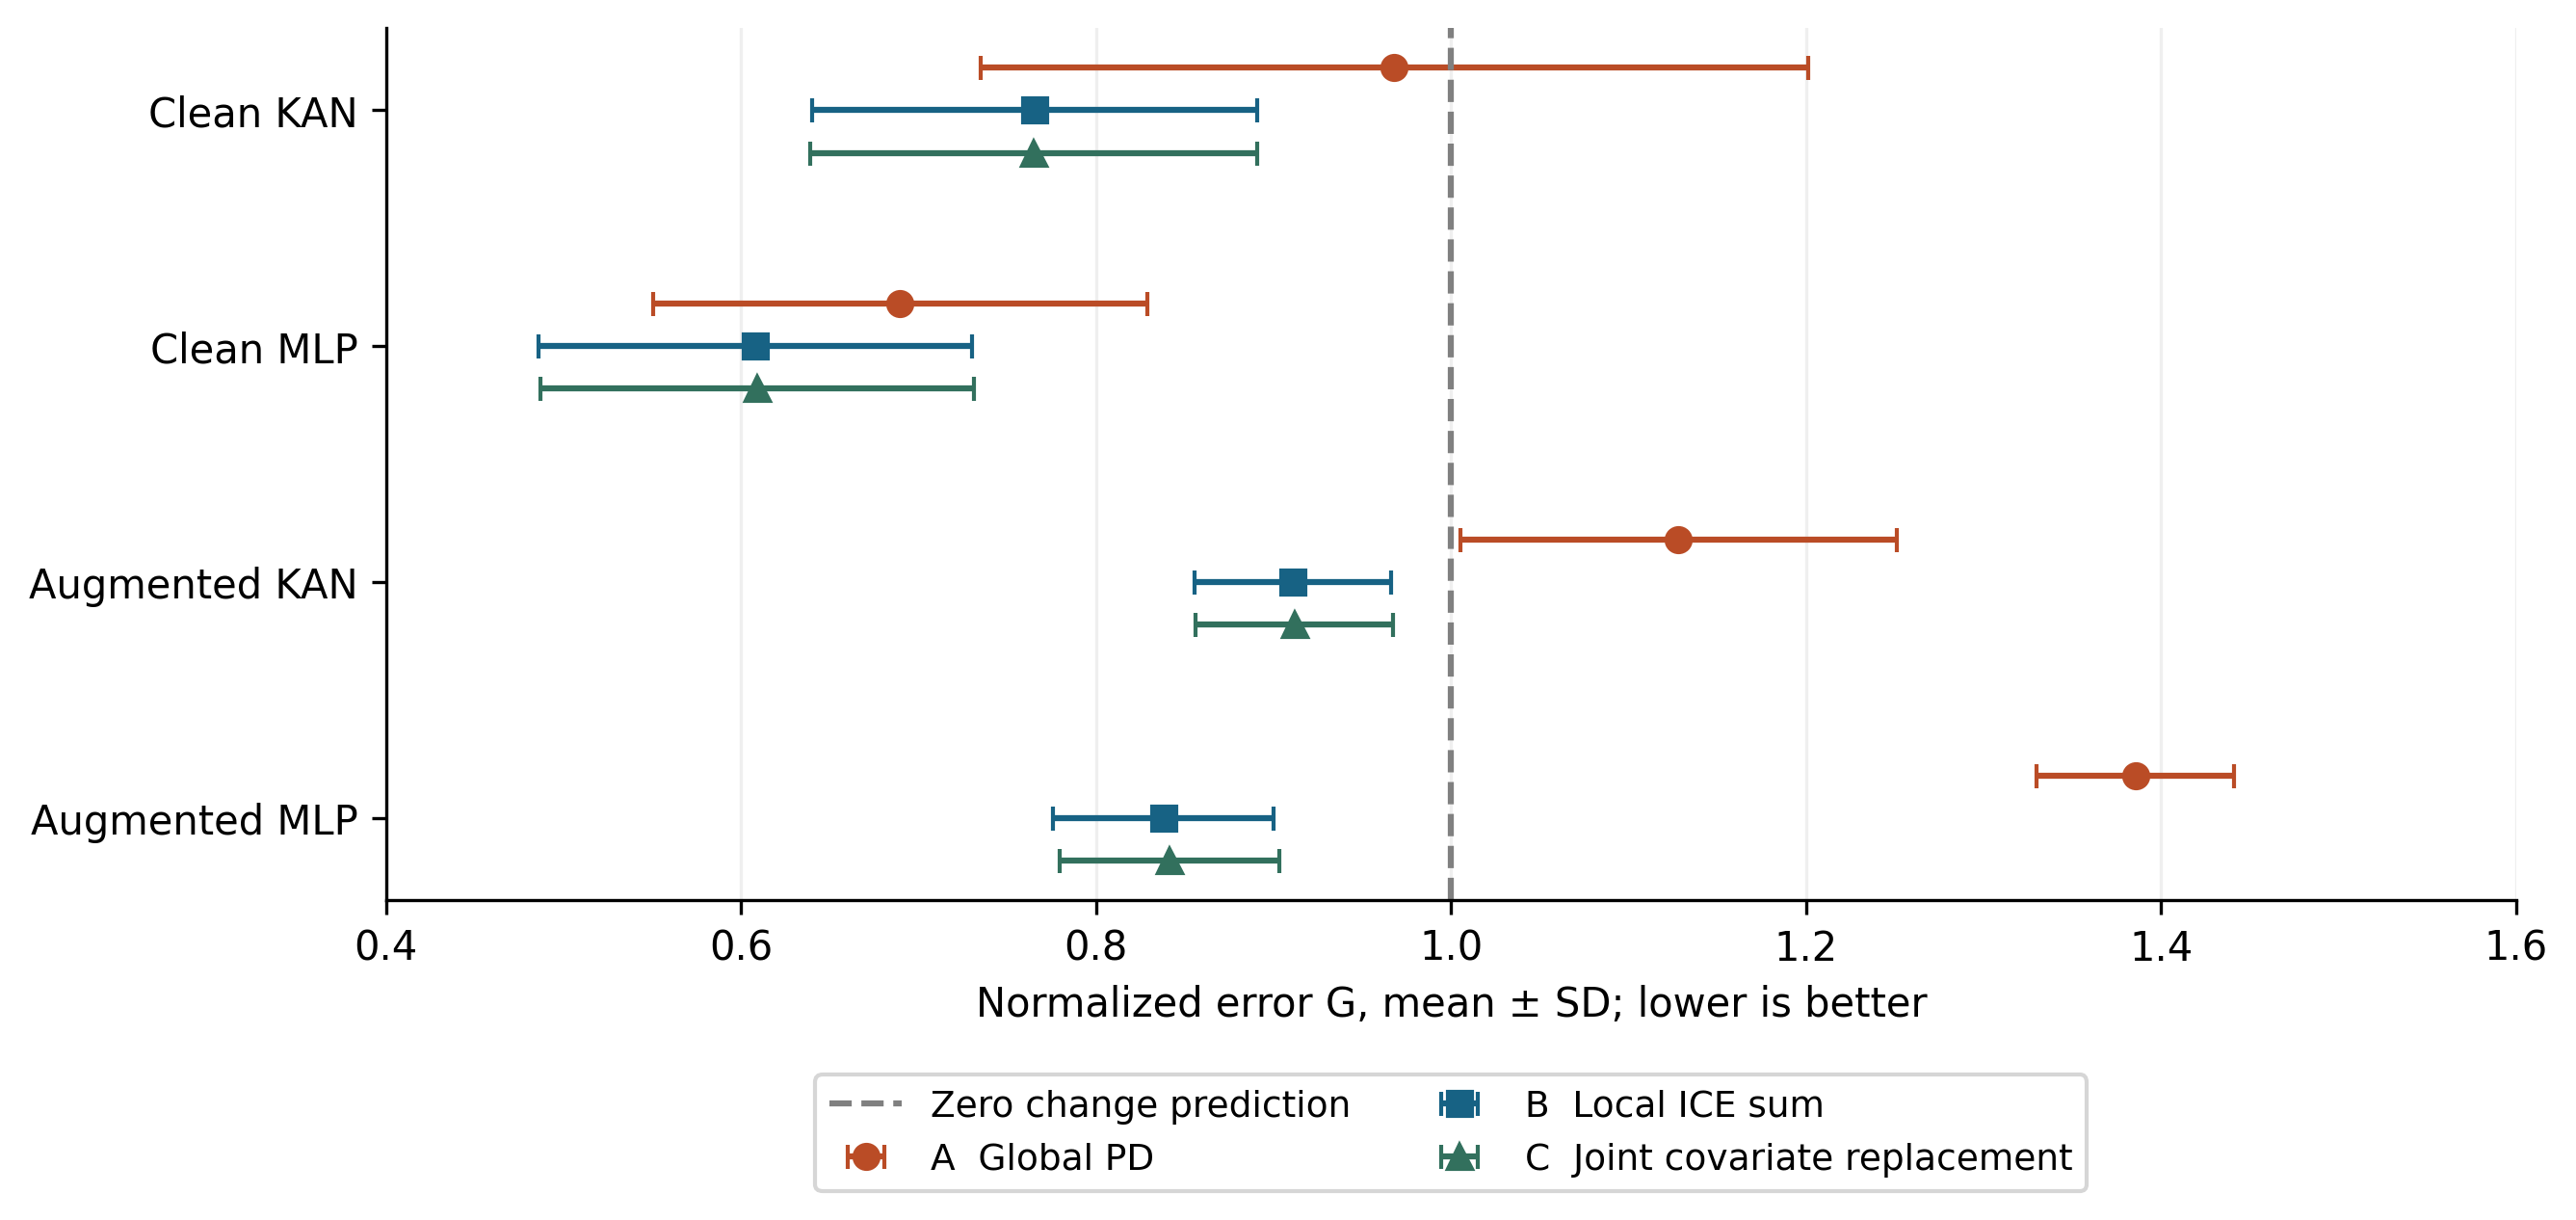 Clean KAN
Clean MLP
Augmented KAN
Augmented MLP
0.4 0.6 0.8 1.0 1.2 1.4 1.6
Normalized error G, mean ± SD; lower is better
Zero change prediction
A Global PD
B Local ICE sum
C Joint covariate replacement